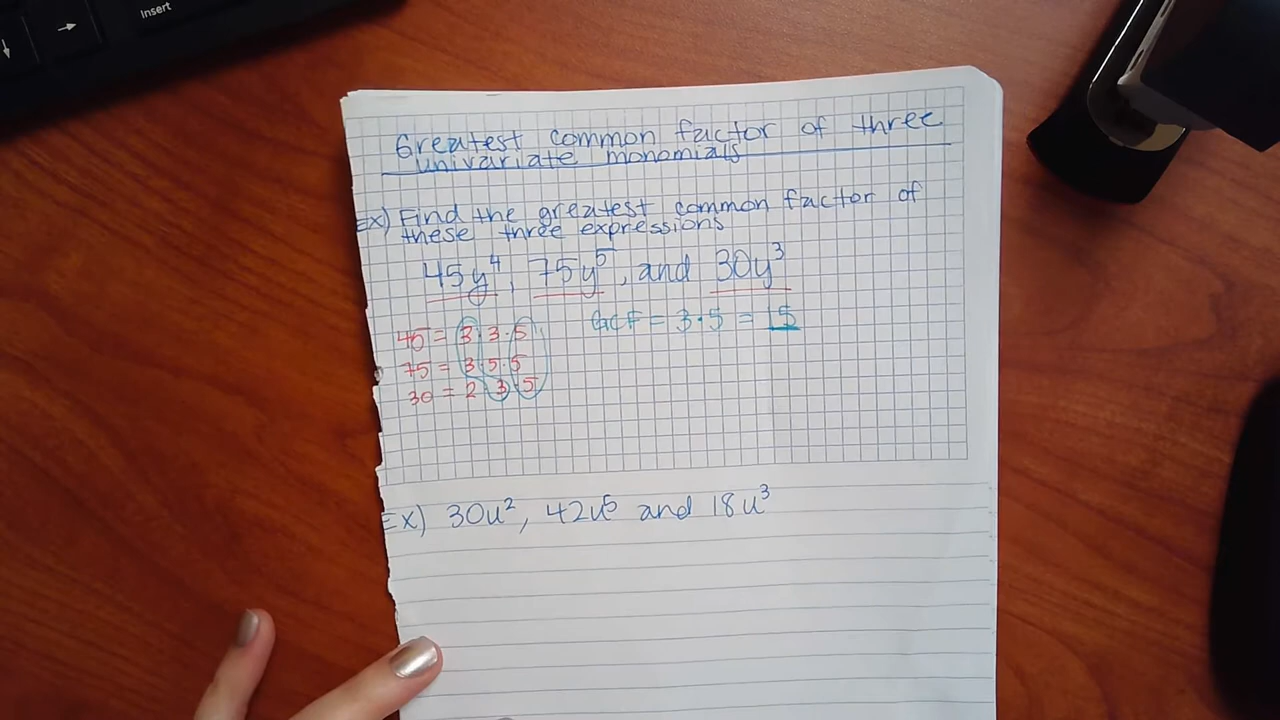 Insert
↓ →
Greatest common factor of three
univariate monomials
EX) Find the greatest common factor of
these three expressions
45y⁴, 75y⁵, and 30y³
45 = 3·3·5
GCF = 3·5 = 15
75 = 3·5·5
30 = 2·3·5
EX) 30u², 42u⁵ and 18u³